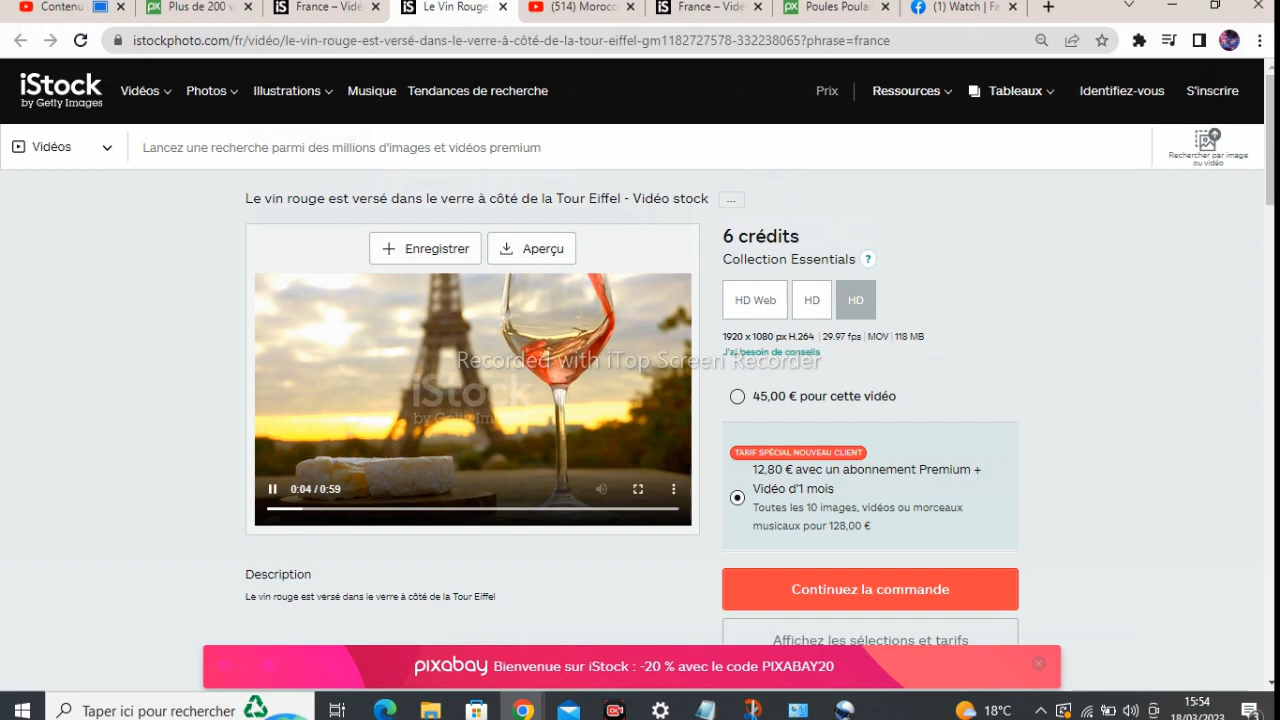 Contenu
Plus de 200 v
France – Vidé
Le Vin Rouge
(514) Morocc
France – Vidé
Poules Poulai
(1) Watch | Fa
istockphoto.com/fr/vidéo/le-vin-rouge-est-versé-dans-le-verre-à-côté-de-la-tour-eiffel-gm1182727578-332238065?phrase=france
iStock
by Getty Images
Vidéos
Photos
Illustrations
Musique
Tendances de recherche
Prix
Ressources
Tableaux
Identifiez-vous
S'inscrire
Vidéos
Lancez une recherche parmi des millions d'images et vidéos premium
Rechercher par image
ou vidéo
Le vin rouge est versé dans le verre à côté de la Tour Eiffel - Vidéo stock
...
+ Enregistrer
Aperçu
6 crédits
Collection Essentials ?
HD Web
HD
HD
1920 x 1080 px H.264 | 29.97 fps | MOV | 118 MB
J'ai besoin de conseils
Recorded with iTop Screen Recorder
iStock
by Getty Images
45,00 € pour cette vidéo
TARIF SPÉCIAL NOUVEAU CLIENT
12,80 € avec un abonnement Premium +
Vidéo d'1 mois
Toutes les 10 images, vidéos ou morceaux
musicaux pour 128,00 €
0:04 / 0:59
Description
Le vin rouge est versé dans le verre à côté de la Tour Eiffel
Continuez la commande
Affichez les sélections et tarifs
pixabay Bienvenue sur iStock : -20 % avec le code PIXABAY20
Taper ici pour rechercher
18°C
15:54
18/03/2023
3